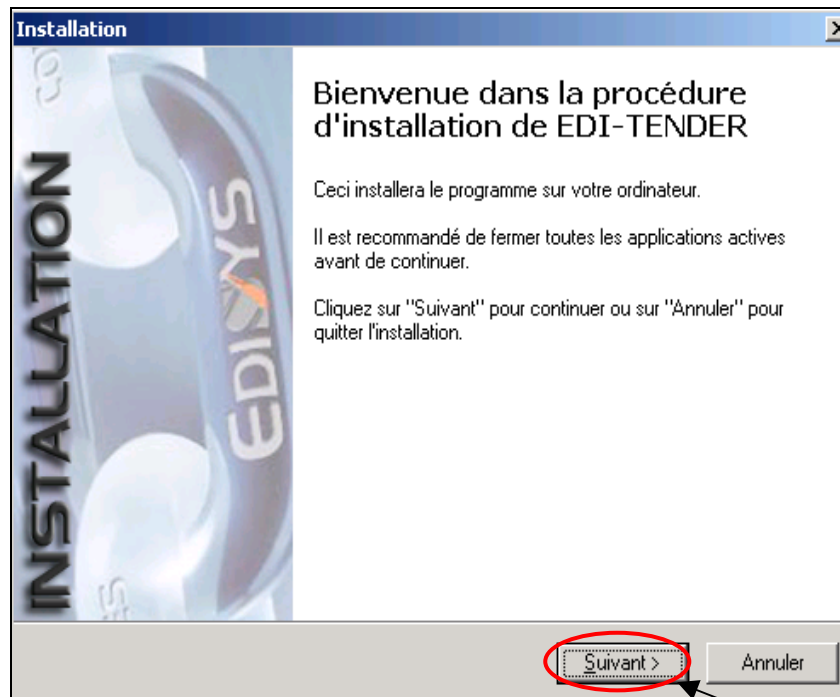 Installation
INSTALLATION
EDISYS
Bienvenue dans la procédure
d'installation de EDI-TENDER
Ceci installera le programme sur votre ordinateur.
Il est recommandé de fermer toutes les applications actives
avant de continuer.
Cliquez sur "Suivant" pour continuer ou sur "Annuler" pour
quitter l'installation.
Suivant >
Annuler